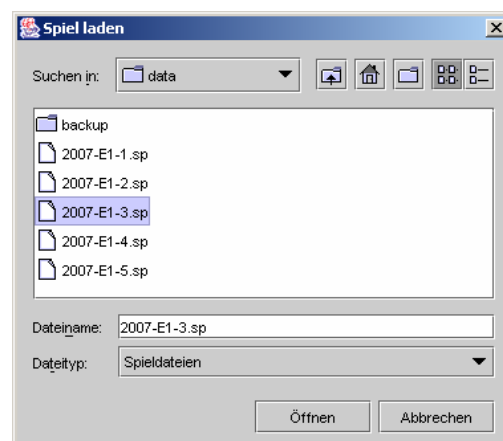 Spiel laden
Suchen in: data
backup
2007-E1-1.sp
2007-E1-2.sp
2007-E1-3.sp
2007-E1-4.sp
2007-E1-5.sp
Dateiname: 2007-E1-3.sp
Dateityp: Spieldateien
Öffnen Abbrechen